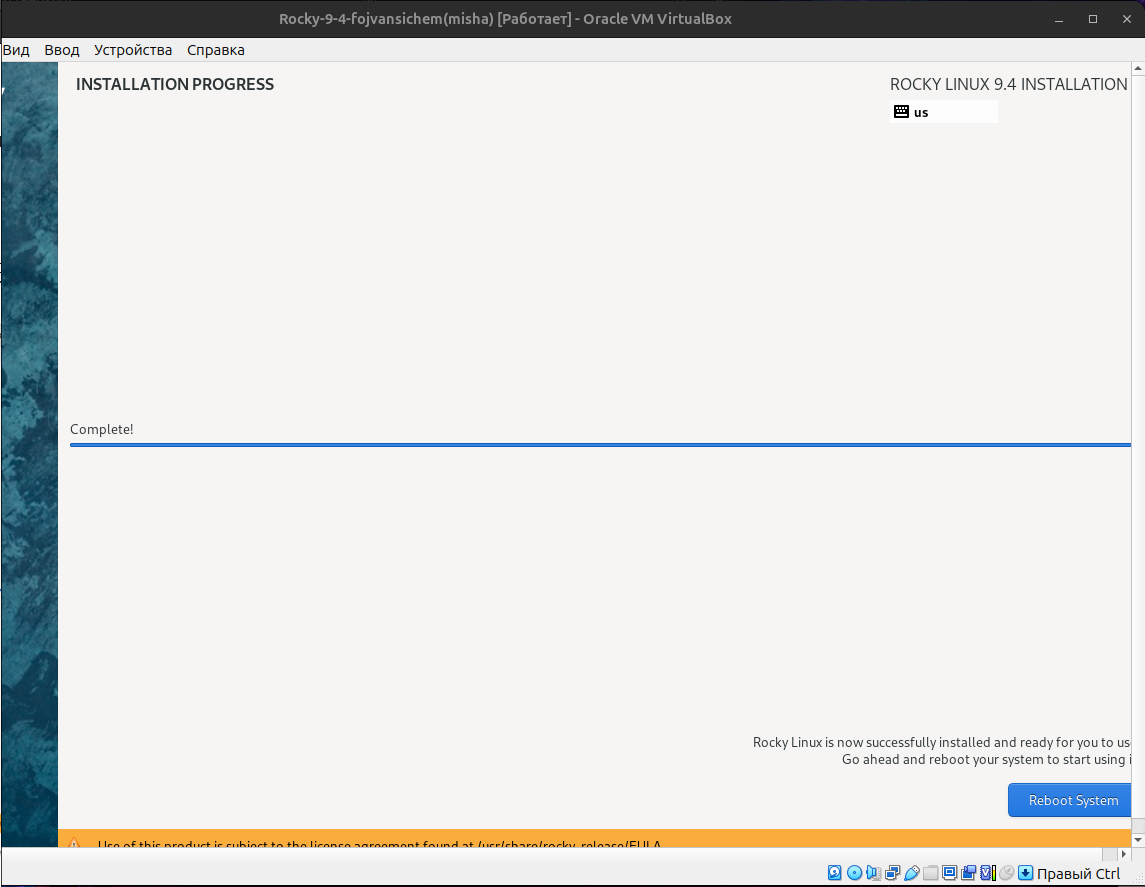 Rocky-9-4-fojvansichem(misha) [Работает] - Oracle VM VirtualBox
Вид Ввод Устройства Справка
INSTALLATION PROGRESS
ROCKY LINUX 9.4 INSTALLATION
us
Complete!
Rocky Linux is now successfully installed and ready for you to us
Go ahead and reboot your system to start using i
Reboot System
Use of this product is subject to the license agreement found at /usr/share/rocky-release/EULA
Правый Ctrl